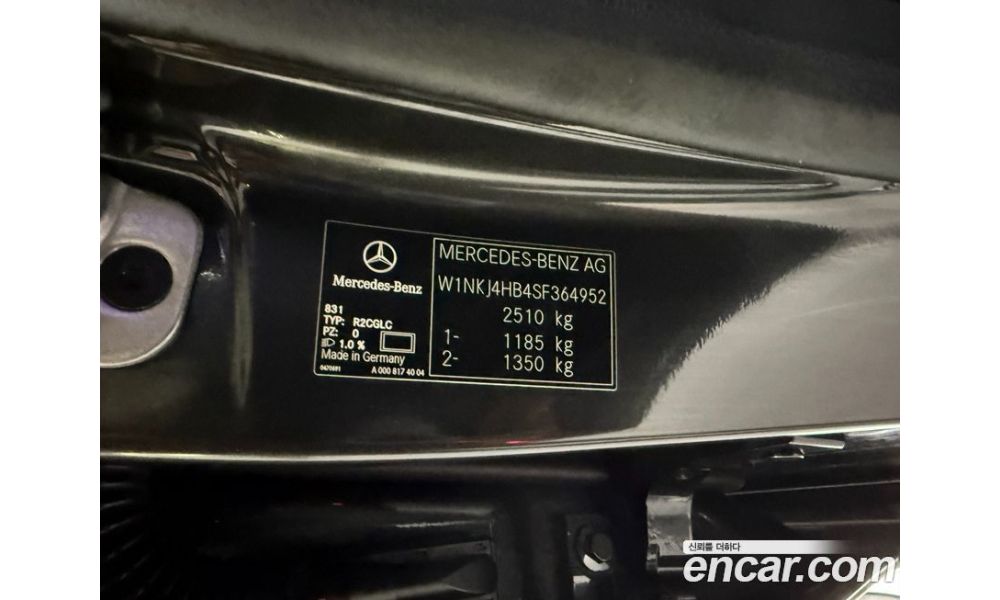 Mercedes-Benz
831
TYP: R2CGLC
PZ: 0
1.0 %
Made in Germany
0470691 A 000 817 40 04
MERCEDES-BENZ AG
W1NKJ4HB4SF364952
2510 kg
1- 1185 kg
2- 1350 kg
신뢰를 더하다
encar.com